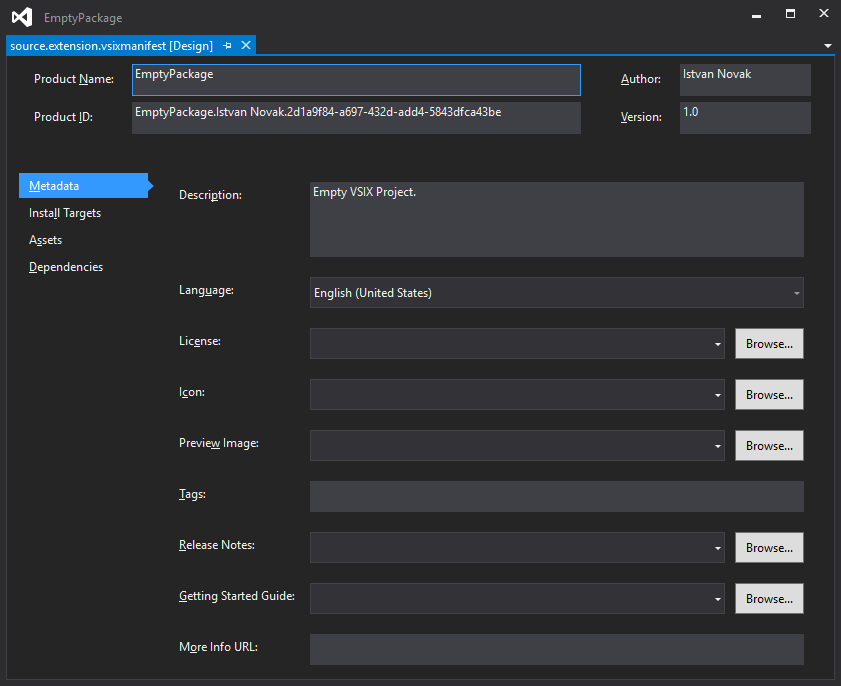 EmptyPackage
source.extension.vsixmanifest [Design]
Product Name: EmptyPackage Author: Istvan Novak
Product ID: EmptyPackage.Istvan Novak.2d1a9f84-a697-432d-add4-5843dfca43be Version: 1.0
Metadata
Install Targets
Assets
Dependencies
Description: Empty VSIX Project.
Language: English (United States)
License: Browse...
Icon: Browse...
Preview Image: Browse...
Tags:
Release Notes: Browse...
Getting Started Guide: Browse...
More Info URL: